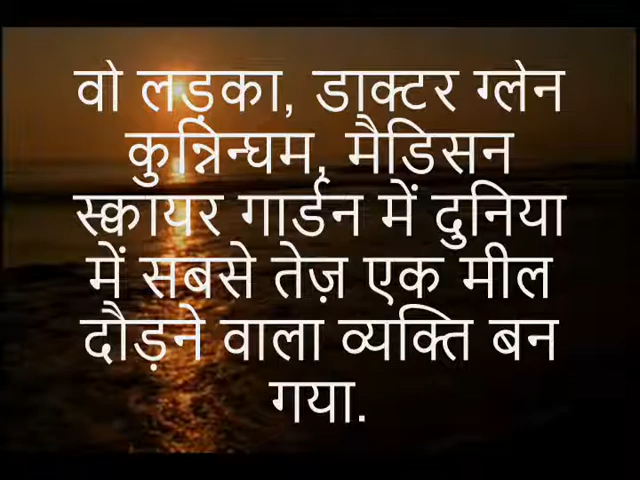 वो लड़का, डाक्टर ग्लेन
कुन्निन्घम, मैडिसन
स्क्वायर गार्डन में दुनिया
में सबसे तेज़ एक मील
दौड़ने वाला व्यक्ति बन
गया.